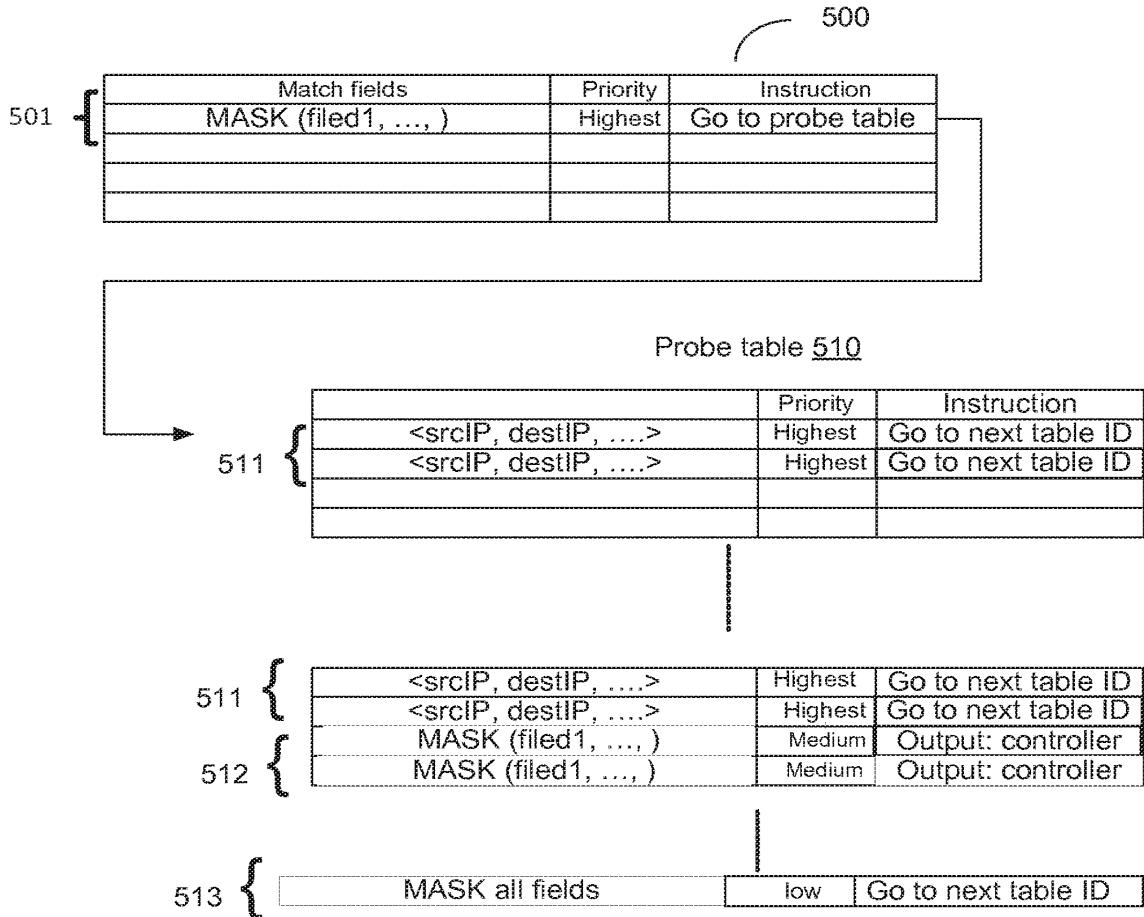 500
Match fields Priority Instruction
501 MASK (filed1, ..., ) Highest Go to probe table
Probe table 510
Priority Instruction
<srcIP, destIP, ....> Highest Go to next table ID
511 <srcIP, destIP, ....> Highest Go to next table ID
511 <srcIP, destIP, ....> Highest Go to next table ID
<srcIP, destIP, ....> Highest Go to next table ID
MASK (filed1, ..., ) Medium Output: controller
512 MASK (filed1, ..., ) Medium Output: controller
513 MASK all fields low Go to next table ID